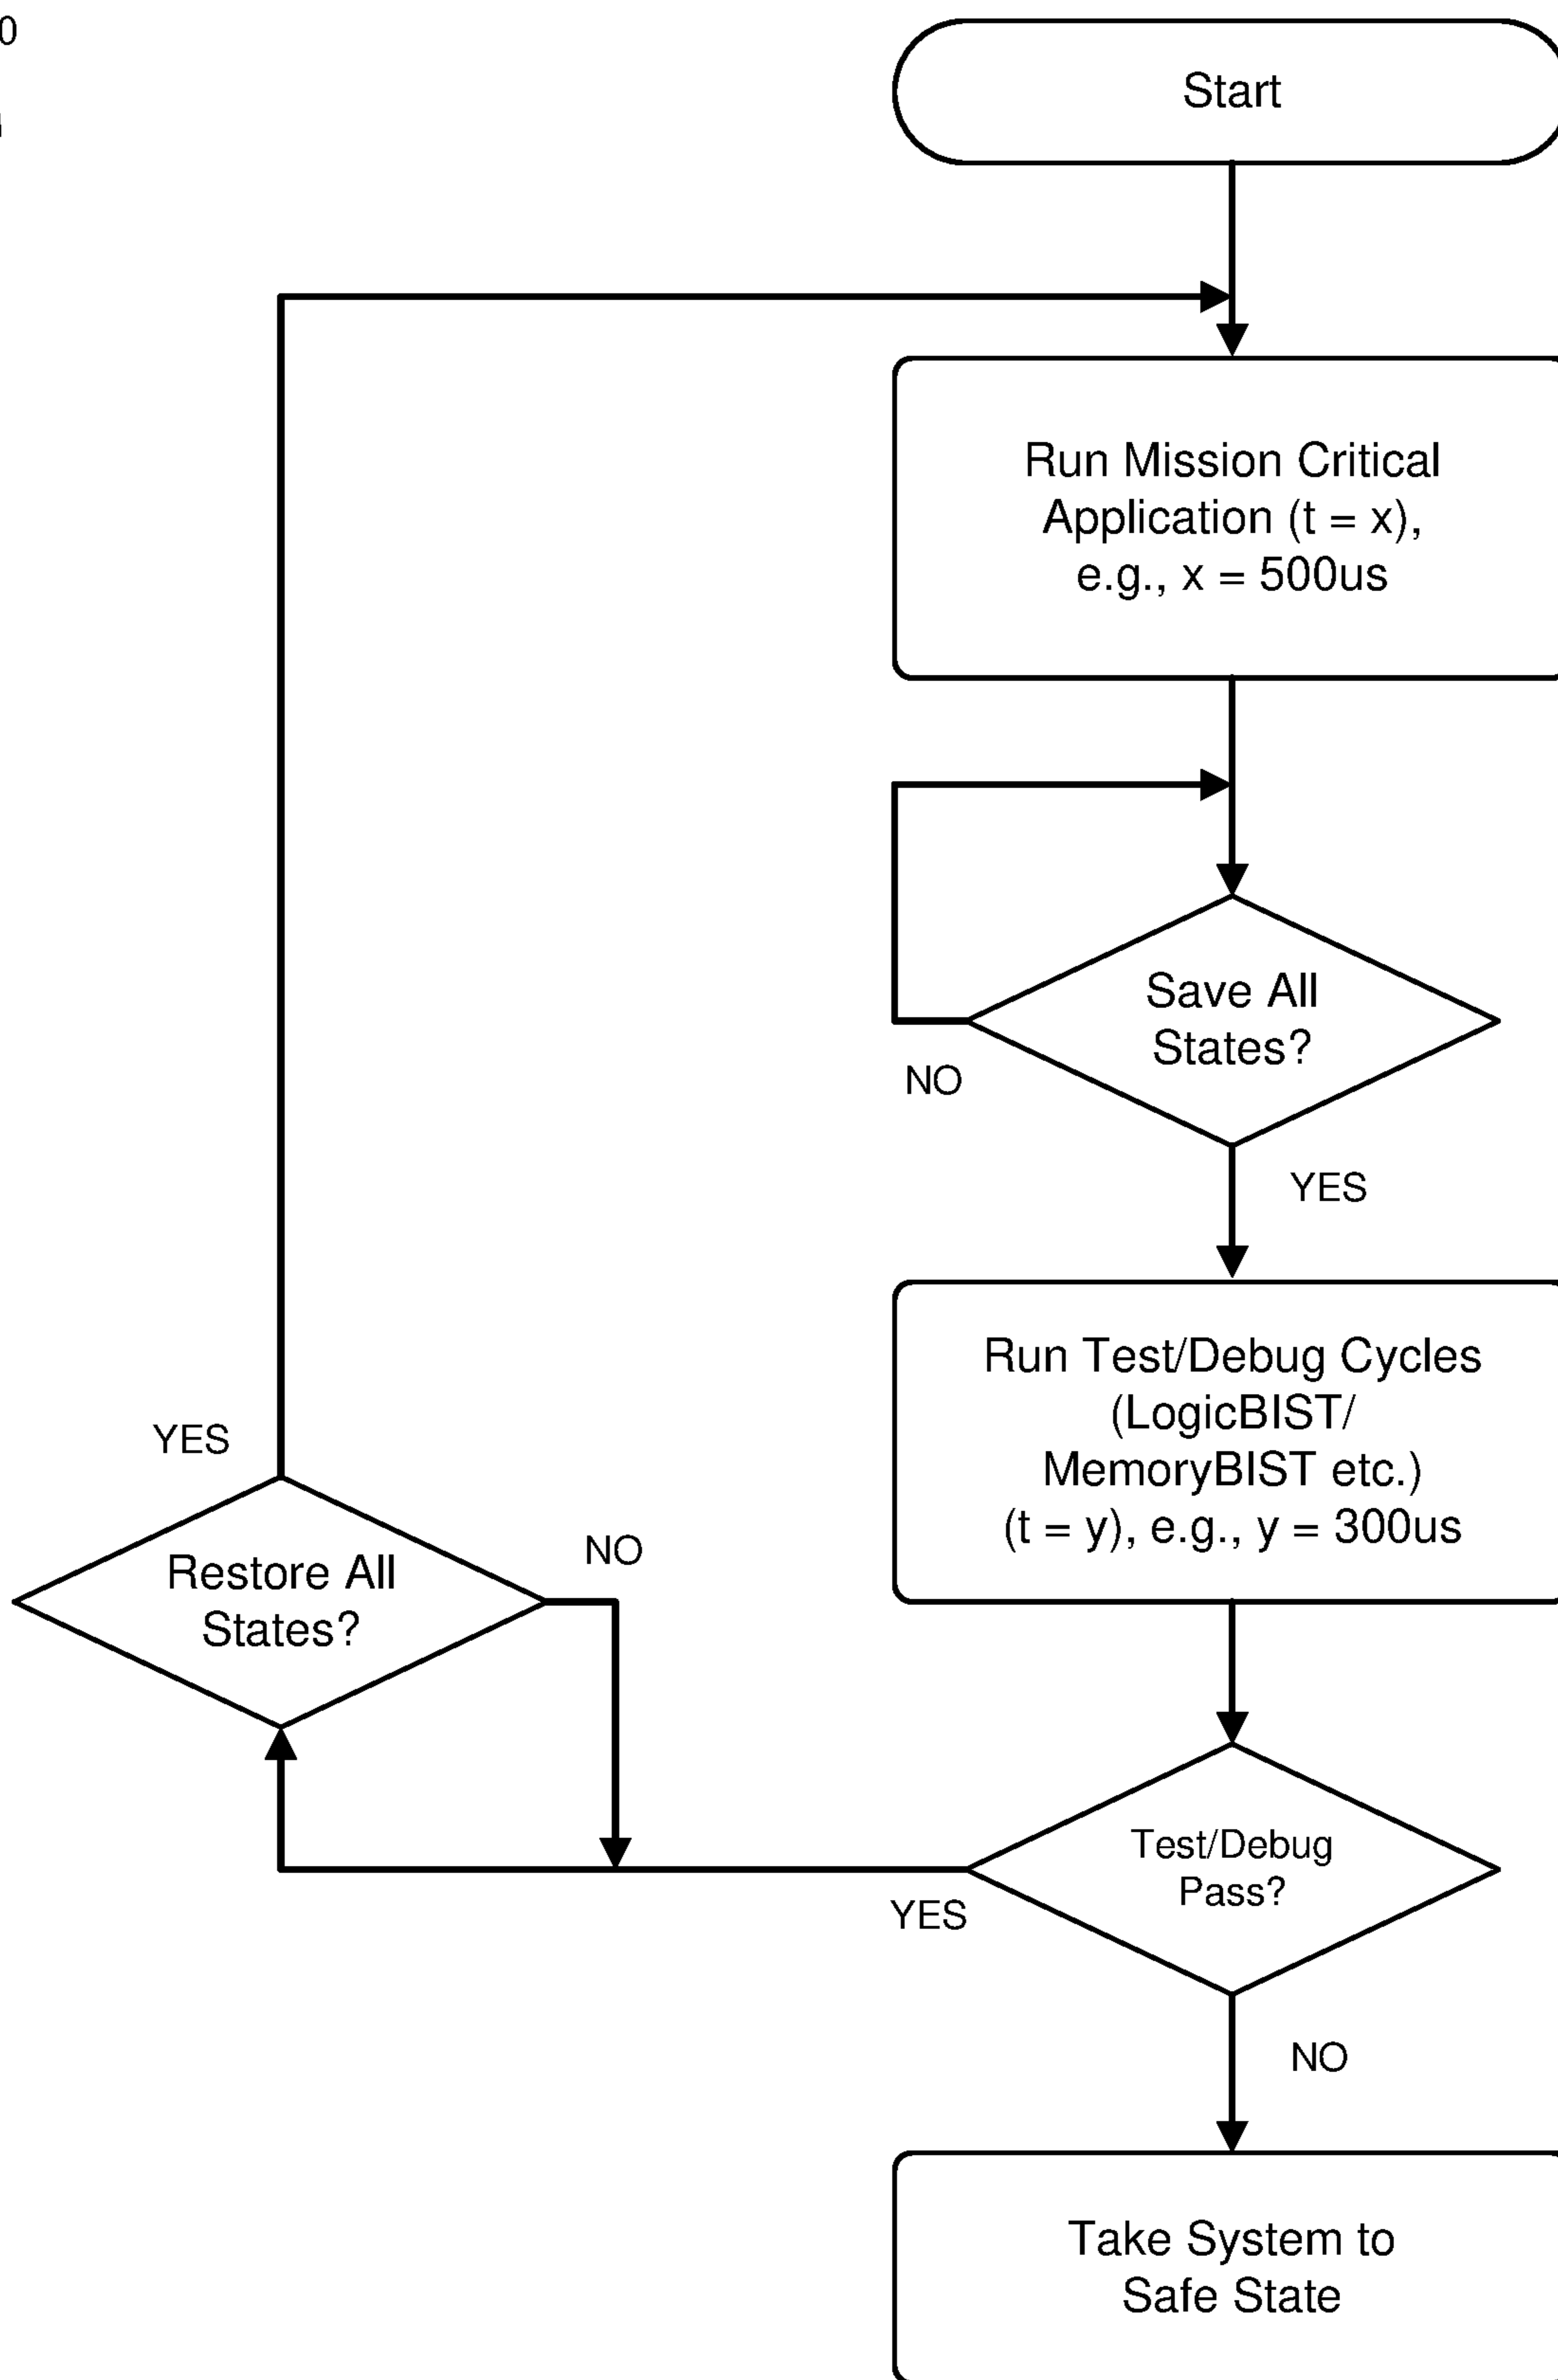 Start
Run Mission Critical
Application (t = x),
e.g., x = 500us
Save All
States?
NO
YES
Run Test/Debug Cycles
(LogicBIST/
MemoryBIST etc.)
(t = y), e.g., y = 300us
YES
Restore All
States?
NO
Test/Debug
Pass?
YES
NO
Take System to
Safe State